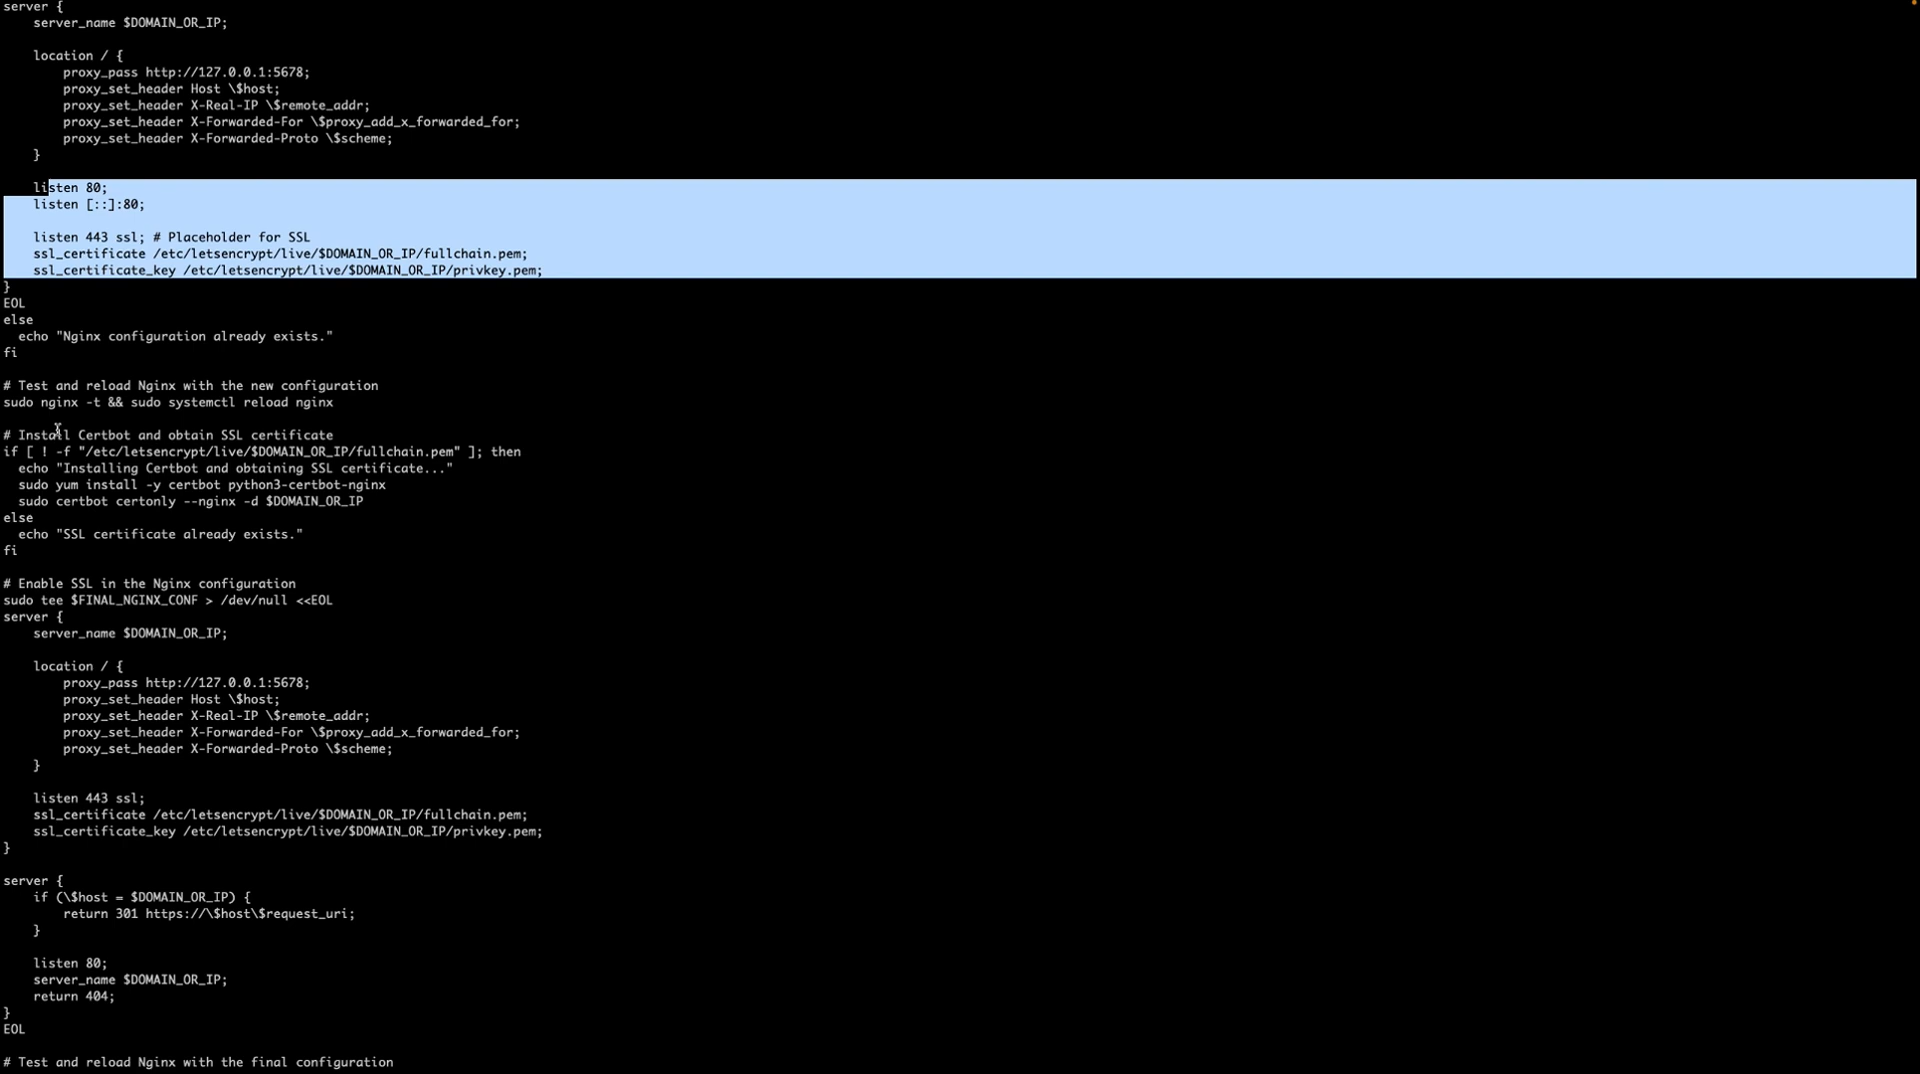 server {
    server_name $DOMAIN_OR_IP;
    location / {
        proxy_pass http://127.0.0.1:5678;
        proxy_set_header Host \$host;
        proxy_set_header X-Real-IP \$remote_addr;
        proxy_set_header X-Forwarded-For \$proxy_add_x_forwarded_for;
        proxy_set_header X-Forwarded-Proto \$scheme;
    }
    listen 80;
    listen [::]:80;
    listen 443 ssl; # Placeholder for SSL
    ssl_certificate /etc/letsencrypt/live/$DOMAIN_OR_IP/fullchain.pem;
    ssl_certificate_key /etc/letsencrypt/live/$DOMAIN_OR_IP/privkey.pem;
}
EOL
else
  echo "Nginx configuration already exists."
fi
# Test and reload Nginx with the new configuration
sudo nginx -t && sudo systemctl reload nginx
# Install Certbot and obtain SSL certificate
if [ ! -f "/etc/letsencrypt/live/$DOMAIN_OR_IP/fullchain.pem" ]; then
  echo "Installing Certbot and obtaining SSL certificate..."
  sudo yum install -y certbot python3-certbot-nginx
  sudo certbot certonly --nginx -d $DOMAIN_OR_IP
else
  echo "SSL certificate already exists."
fi
# Enable SSL in the Nginx configuration
sudo tee $FINAL_NGINX_CONF > /dev/null <<EOL
server {
    server_name $DOMAIN_OR_IP;
    location / {
        proxy_pass http://127.0.0.1:5678;
        proxy_set_header Host \$host;
        proxy_set_header X-Real-IP \$remote_addr;
        proxy_set_header X-Forwarded-For \$proxy_add_x_forwarded_for;
        proxy_set_header X-Forwarded-Proto \$scheme;
    }
    listen 443 ssl;
    ssl_certificate /etc/letsencrypt/live/$DOMAIN_OR_IP/fullchain.pem;
    ssl_certificate_key /etc/letsencrypt/live/$DOMAIN_OR_IP/privkey.pem;
}
server {
    if (\$host = $DOMAIN_OR_IP) {
        return 301 https://\$host\$request_uri;
    }
    listen 80;
    server_name $DOMAIN_OR_IP;
    return 404;
}
EOL
# Test and reload Nginx with the final configuration